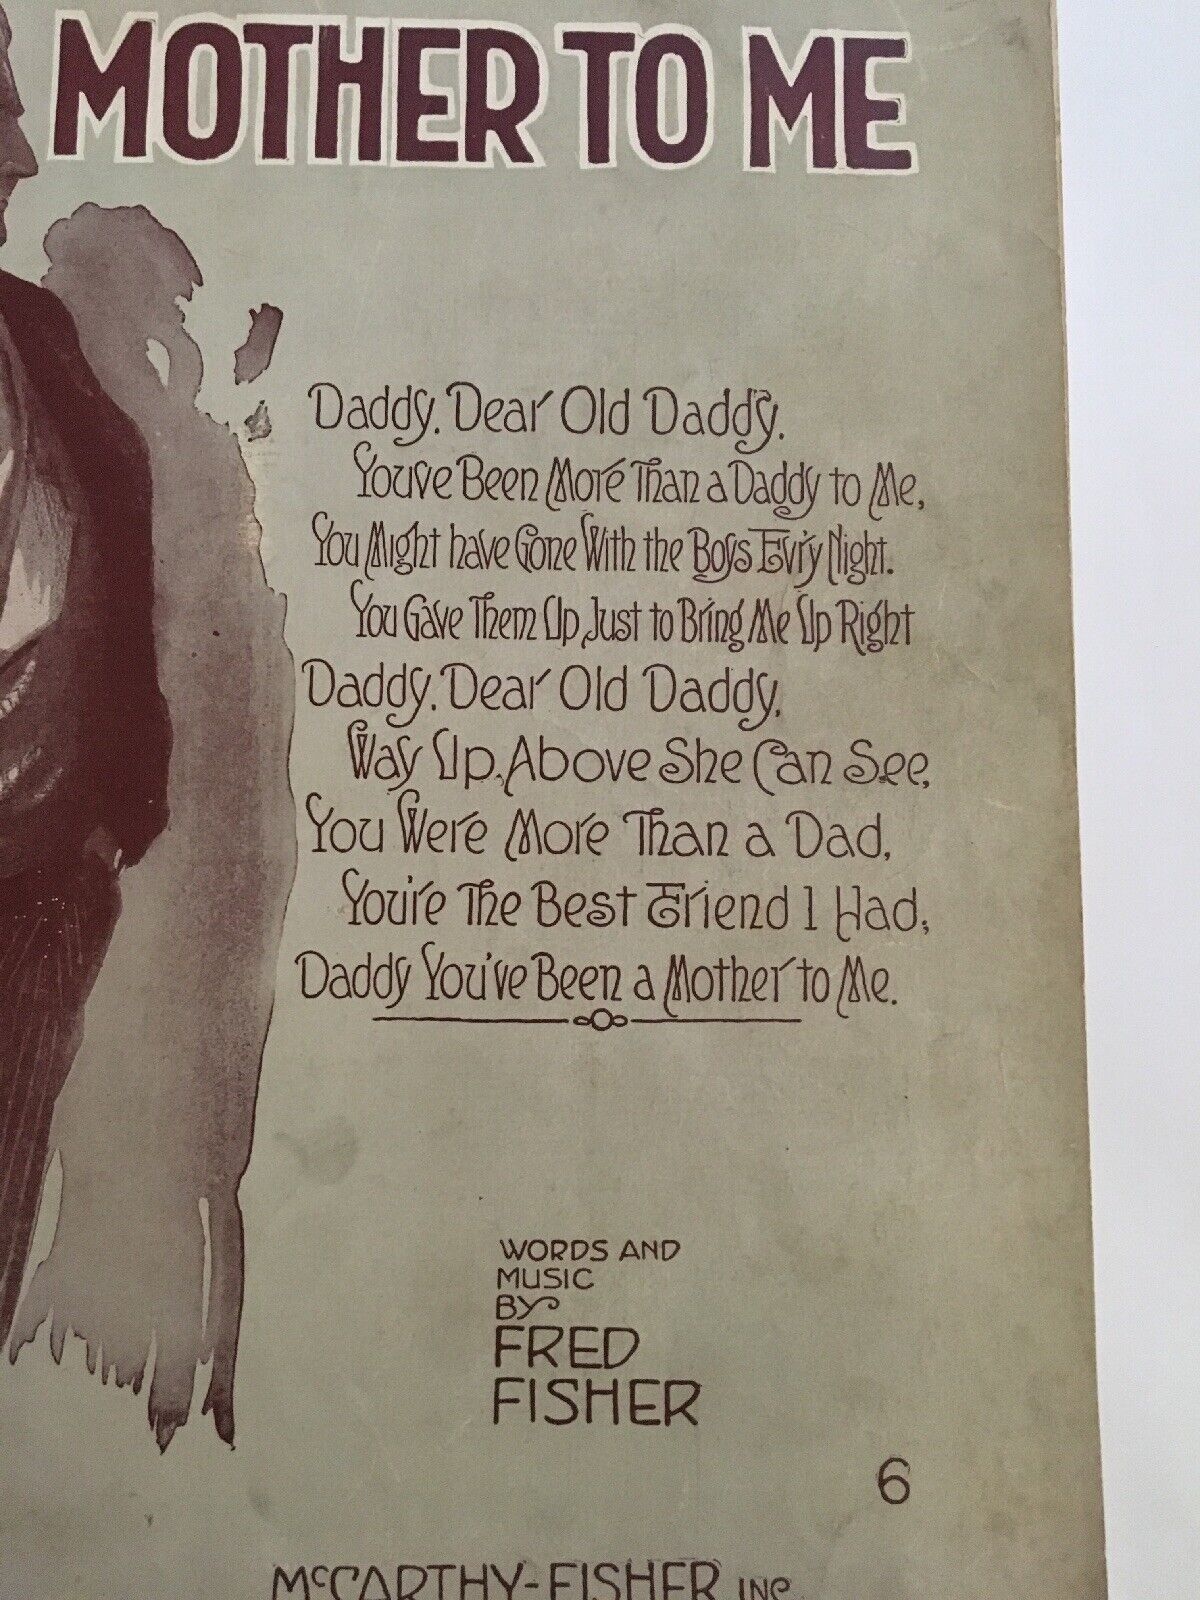 MOTHER TO ME
Daddy, Dear Old Daddy,
You've Been More Than a Daddy to Me,
You Might have Gone With the Boys Ev'ry Night.
You Gave Them Up Just to Bring Me Up Right
Daddy, Dear Old Daddy,
Way Up Above She Can See,
You Were More Than a Dad,
You're The Best Friend I Had;
Daddy You've Been a Mother to Me.
WORDS AND
MUSIC
BY
FRED
FISHER
6
McCARTHY-FISHER INC.